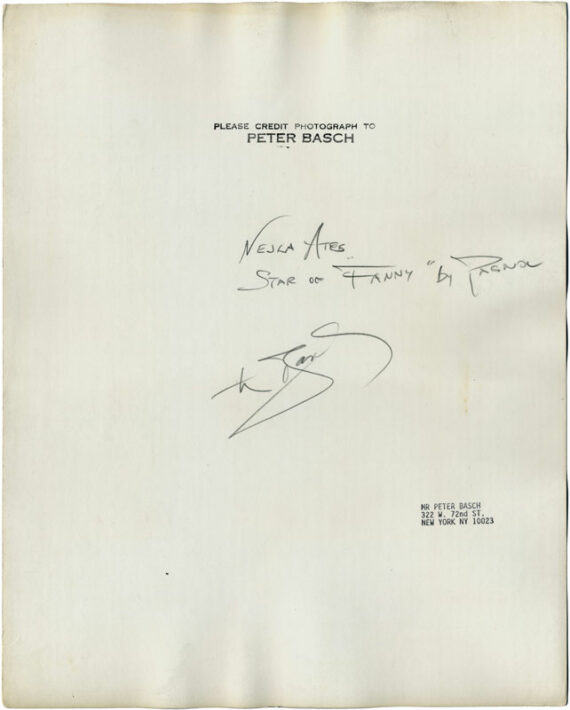 PLEASE CREDIT PHOTOGRAPH TO
PETER BASCH
NEJLA ATES
STAR OF "FANNY" by PAGNOL
MR PETER BASCH
322 W. 72nd ST.
NEW YORK NY 10023